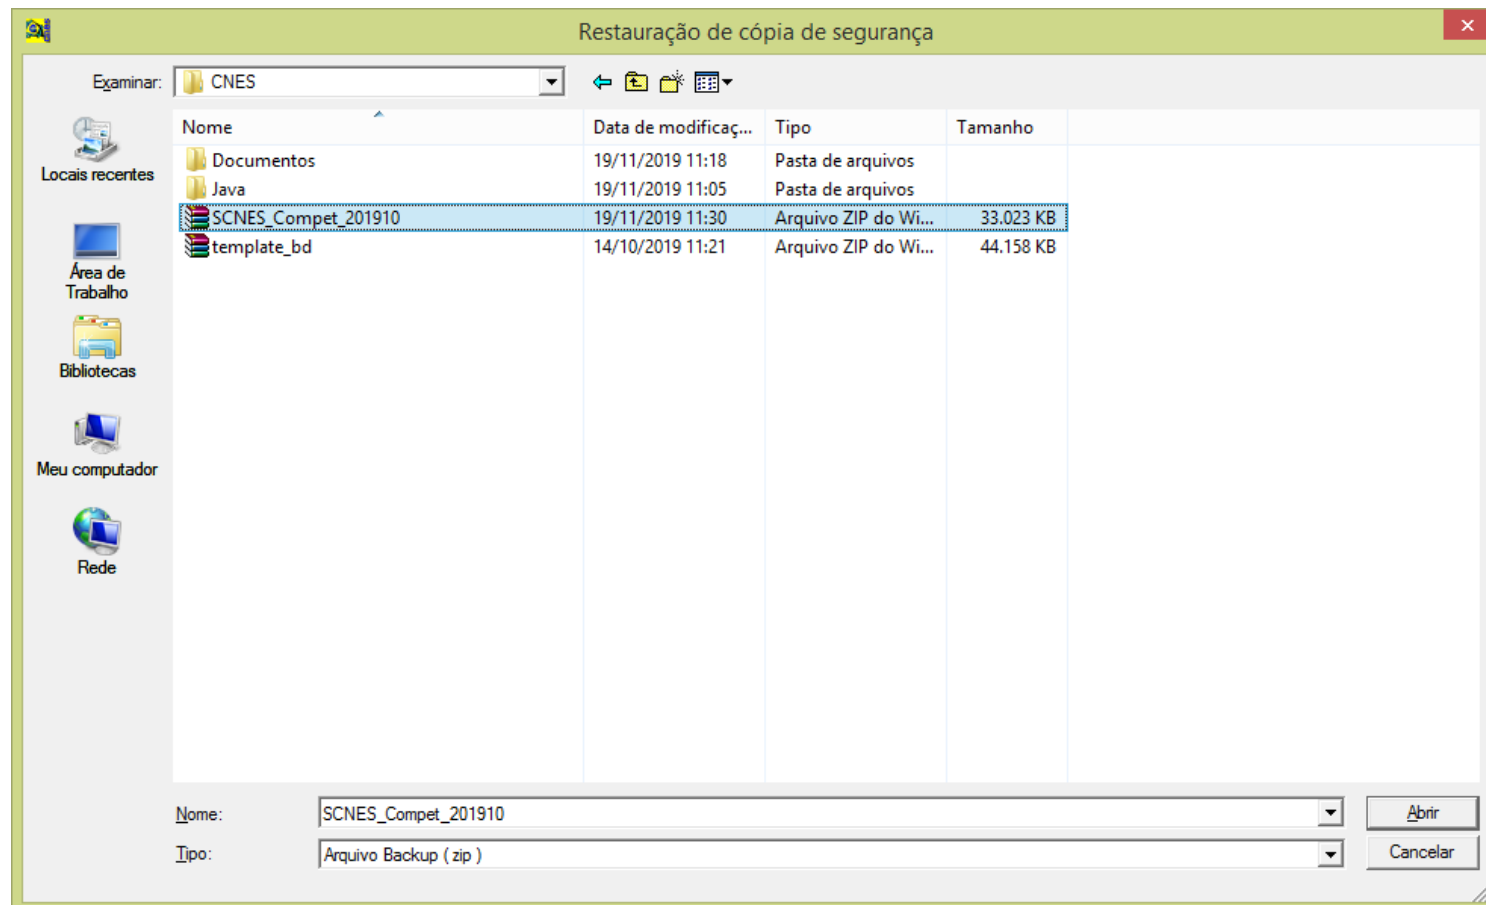 Restauração de cópia de segurança
Examinar: CNES
Nome Data de modificaç... Tipo Tamanho
Documentos 19/11/2019 11:18 Pasta de arquivos
Java 19/11/2019 11:05 Pasta de arquivos
SCNES_Compet_201910 19/11/2019 11:30 Arquivo ZIP do Wi... 33.023 KB
template_bd 14/10/2019 11:21 Arquivo ZIP do Wi... 44.158 KB
Locais recentes
Área de
Trabalho
Bibliotecas
Meu computador
Rede
Nome: SCNES_Compet_201910 Abrir
Tipo: Arquivo Backup ( zip ) Cancelar